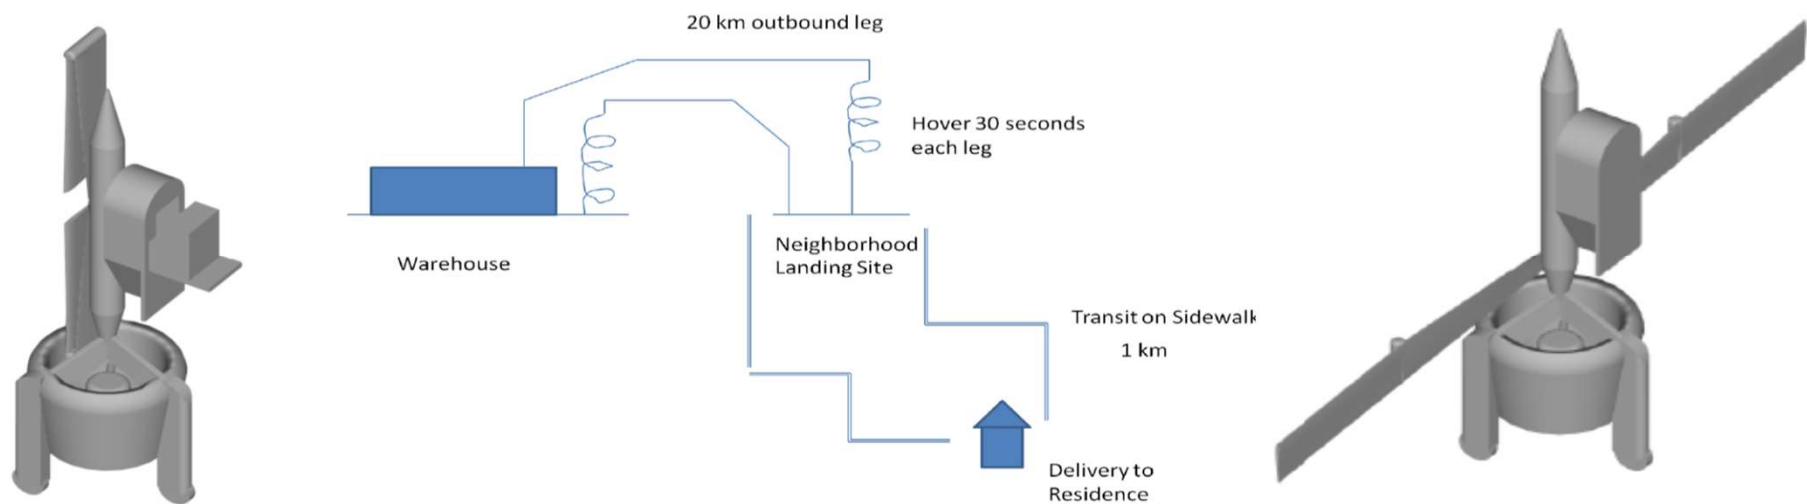 20 km outbound leg
Hover 30 seconds
each leg
Warehouse
Neighborhood
Landing Site
Transit on Sidewalk
1 km
Delivery to
Residence